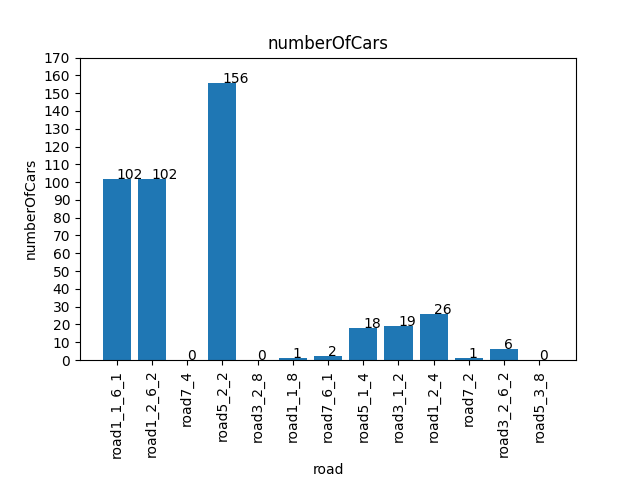 numberOfCars
numberOfCars
170
160
150
140
130
120
110
100
90
80
70
60
50
40
30
20
10
0
102
102
0
156
0
1
2
18
19
26
1
6
0
road1_1_6_1
road1_2_6_2
road7_4
road5_2_2
road3_2_8
road1_1_8
road7_6_1
road5_1_4
road3_1_2
road1_2_4
road7_2
road3_2_6_2
road5_3_8
road